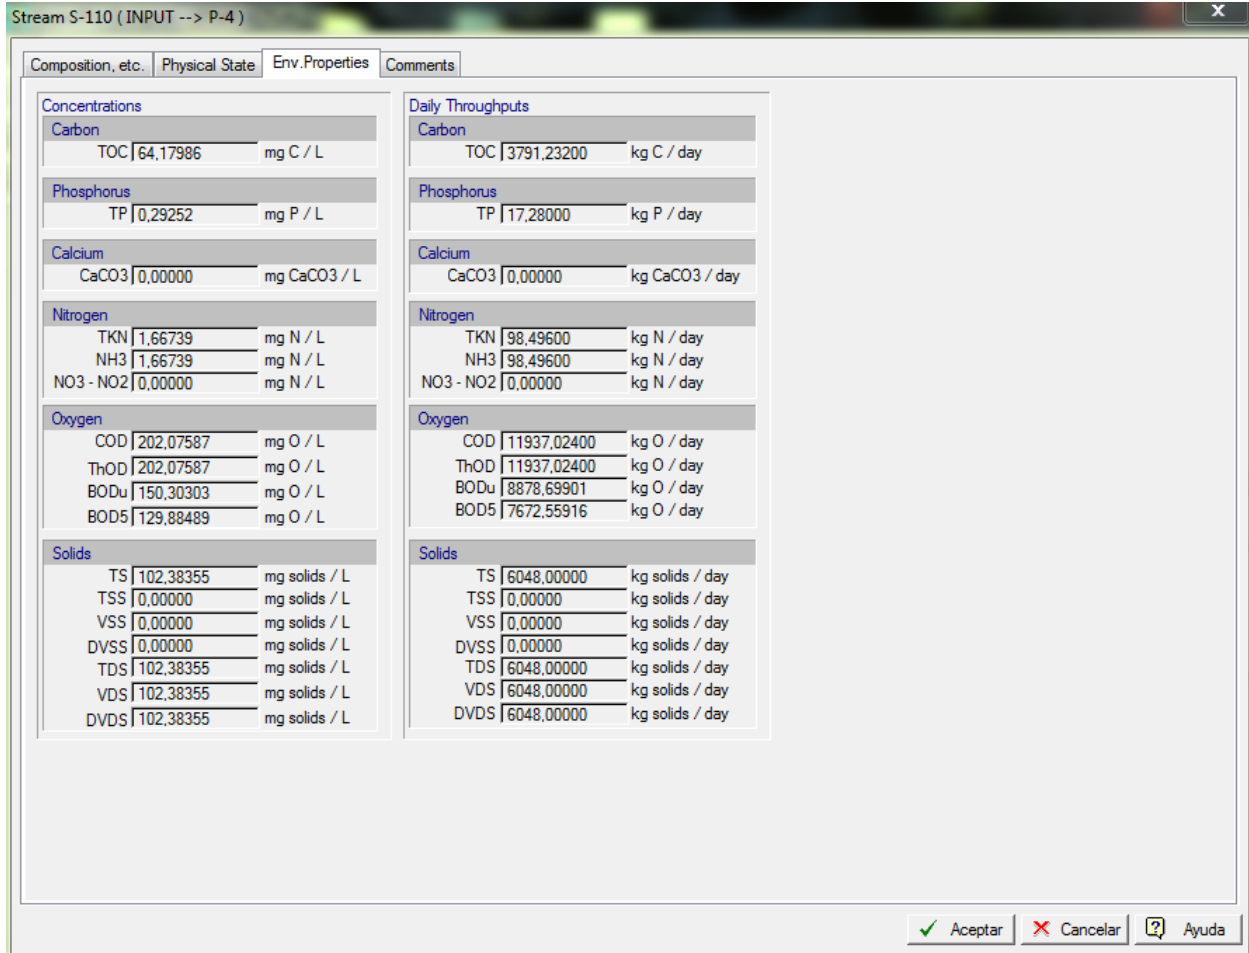 Stream S-110 ( INPUT --> P-4 )
x
Composition, etc. Physical State Env.Properties Comments
Concentrations
Carbon
TOC 64,17986 mg C / L
Phosphorus
TP 0,29252 mg P / L
Calcium
CaCO3 0,00000 mg CaCO3 / L
Nitrogen
TKN 1,66739 mg N / L
NH3 1,66739 mg N / L
NO3 - NO2 0,00000 mg N / L
Oxygen
COD 202,07587 mg O / L
ThOD 202,07587 mg O / L
BODu 150,30303 mg O / L
BOD5 129,88489 mg O / L
Solids
TS 102,38355 mg solids / L
TSS 0,00000 mg solids / L
VSS 0,00000 mg solids / L
DVSS 0,00000 mg solids / L
TDS 102,38355 mg solids / L
VDS 102,38355 mg solids / L
DVDS 102,38355 mg solids / L
Daily Throughputs
Carbon
TOC 3791,23200 kg C / day
Phosphorus
TP 17,28000 kg P / day
Calcium
CaCO3 0,00000 kg CaCO3 / day
Nitrogen
TKN 98,49600 kg N / day
NH3 98,49600 kg N / day
NO3 - NO2 0,00000 kg N / day
Oxygen
COD 11937,02400 kg O / day
ThOD 11937,02400 kg O / day
BODu 8878,69901 kg O / day
BOD5 7672,55916 kg O / day
Solids
TS 6048,00000 kg solids / day
TSS 0,00000 kg solids / day
VSS 0,00000 kg solids / day
DVSS 0,00000 kg solids / day
TDS 6048,00000 kg solids / day
VDS 6048,00000 kg solids / day
DVDS 6048,00000 kg solids / day
Aceptar Cancelar ? Ayuda